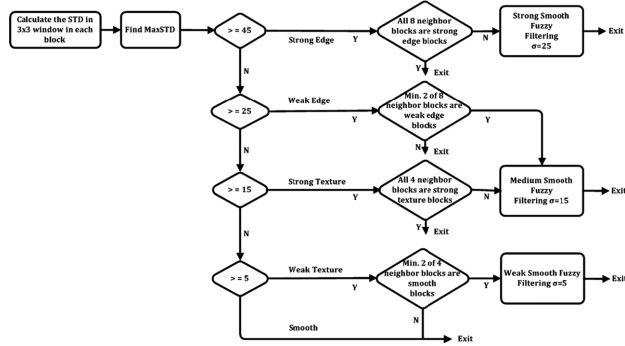 Calculate the STD in
3x3 window in each
block
Find MaxSTD
>= 45
Strong Edge
Y
All 8 neighbor
blocks are strong
edge blocks
N
Strong Smooth
Fuzzy
Filtering
σ=25
Exit
Y
Exit
N
>= 25
Weak Edge
Y
Min. 2 of 8
neighbor blocks are
weak edge
blocks
Y
N
Exit
N
>= 15
Strong Texture
Y
All 4 neighbor
blocks are strong
texture blocks
N
Medium Smooth
Fuzzy
Filtering σ=15
Exit
Y
Exit
N
>= 5
Weak Texture
Y
Min. 2 of 4
neighbor blocks are
smooth
blocks
Y
Weak Smooth Fuzzy
Filtering σ=5
Exit
N
Smooth
Exit